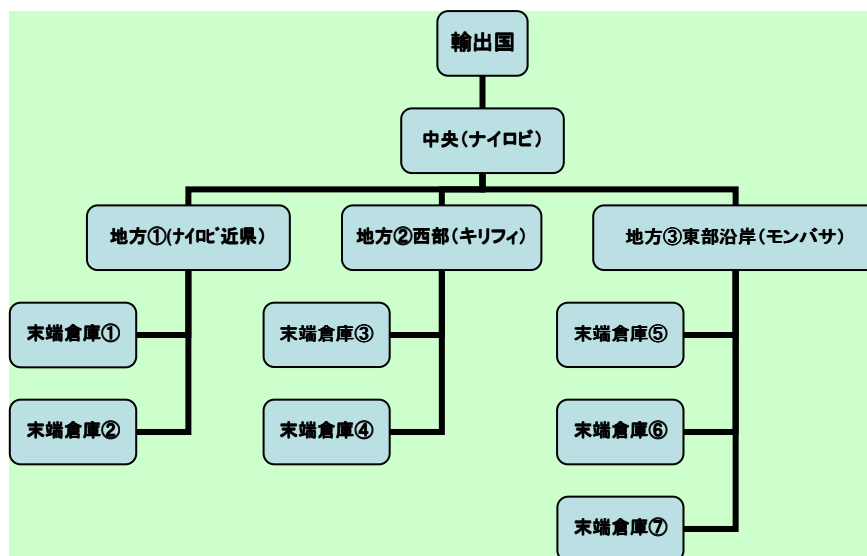 輸出国
中央(ナイロビ)
地方①(ナイロビ近県)
地方②西部(キリフィ)
地方③東部沿岸(モンバサ)
末端倉庫①
末端倉庫③
末端倉庫⑤
末端倉庫②
末端倉庫④
末端倉庫⑥
末端倉庫⑦